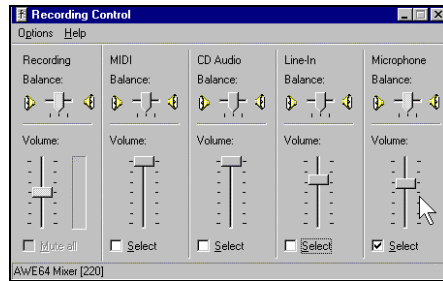 Recording Control
Options Help
Recording MIDI CD Audio Line-In Microphone
Balance: Balance: Balance: Balance: Balance:
Volume: Volume: Volume: Volume: Volume:
Mute all Select Select Select Select
AWE64 Mixer [220]